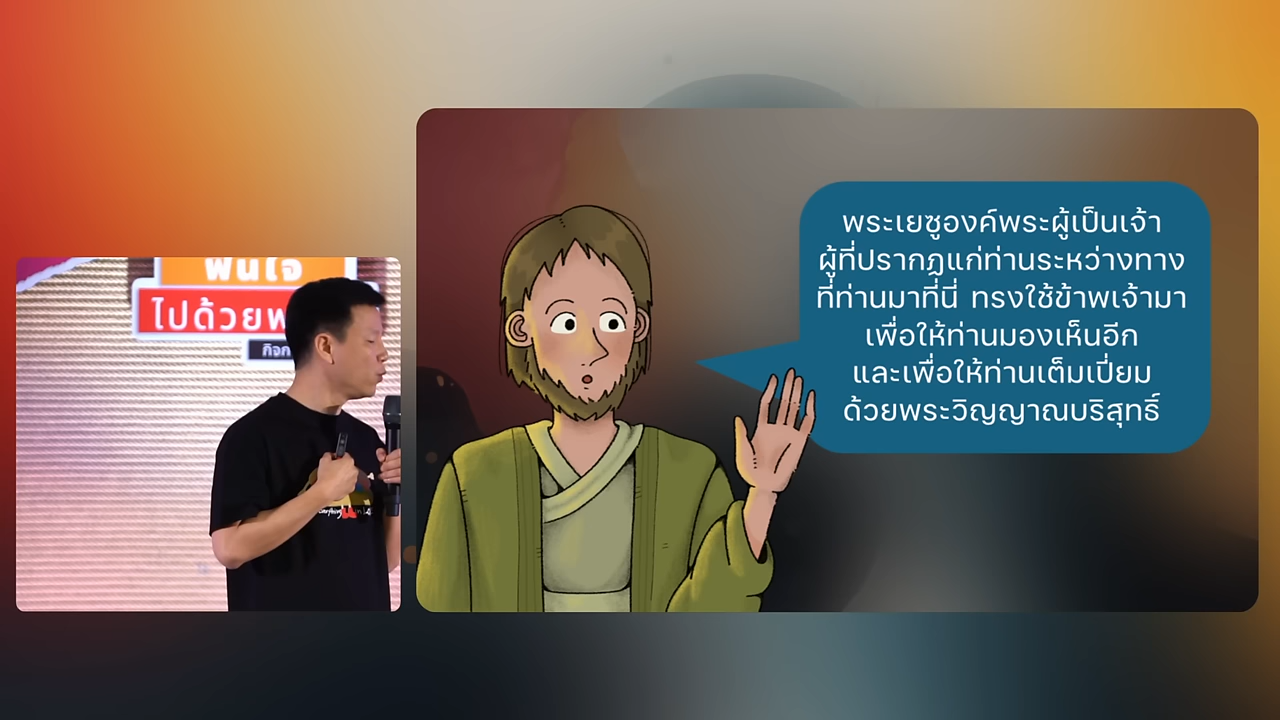 ไปด้วยพ
กิจก
พระเยซูองค์พระผู้เป็นเจ้า
ผู้ที่ปรากฏแก่ท่านระหว่างทาง
ที่ท่านมาที่นี่ ทรงใช้ข้าพเจ้ามา
เพื่อให้ท่านมองเห็นอีก
และเพื่อให้ท่านเต็มเปี่ยม
ด้วยพระวิญญาณบริสุทธิ์